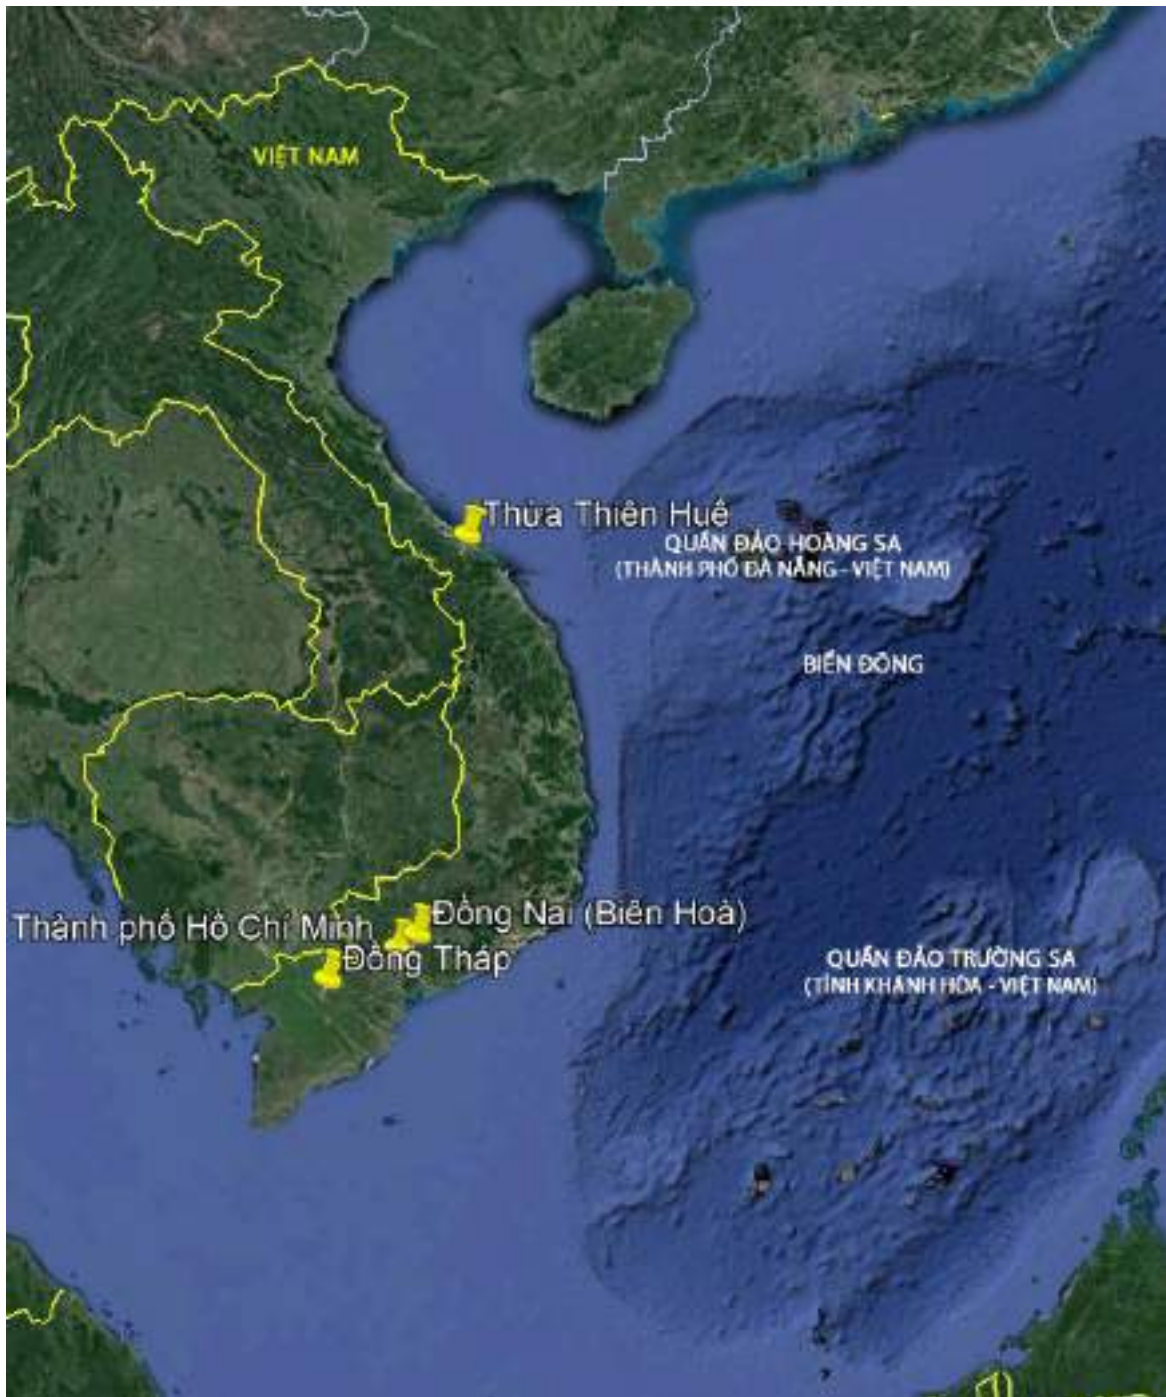 VIỆT NAM
Thừa Thiên Huế
QUẦN ĐẢO HOÀNG SA
(THÀNH PHỐ ĐÀ NẴNG - VIỆT NAM)
BIỂN ĐÔNG
Đồng Nai (Biên Hoà)
Thành phố Hồ Chí Minh
Đồng Tháp
QUẦN ĐẢO TRƯỜNG SA
(TỈNH KHÁNH HÒA - VIỆT NAM)